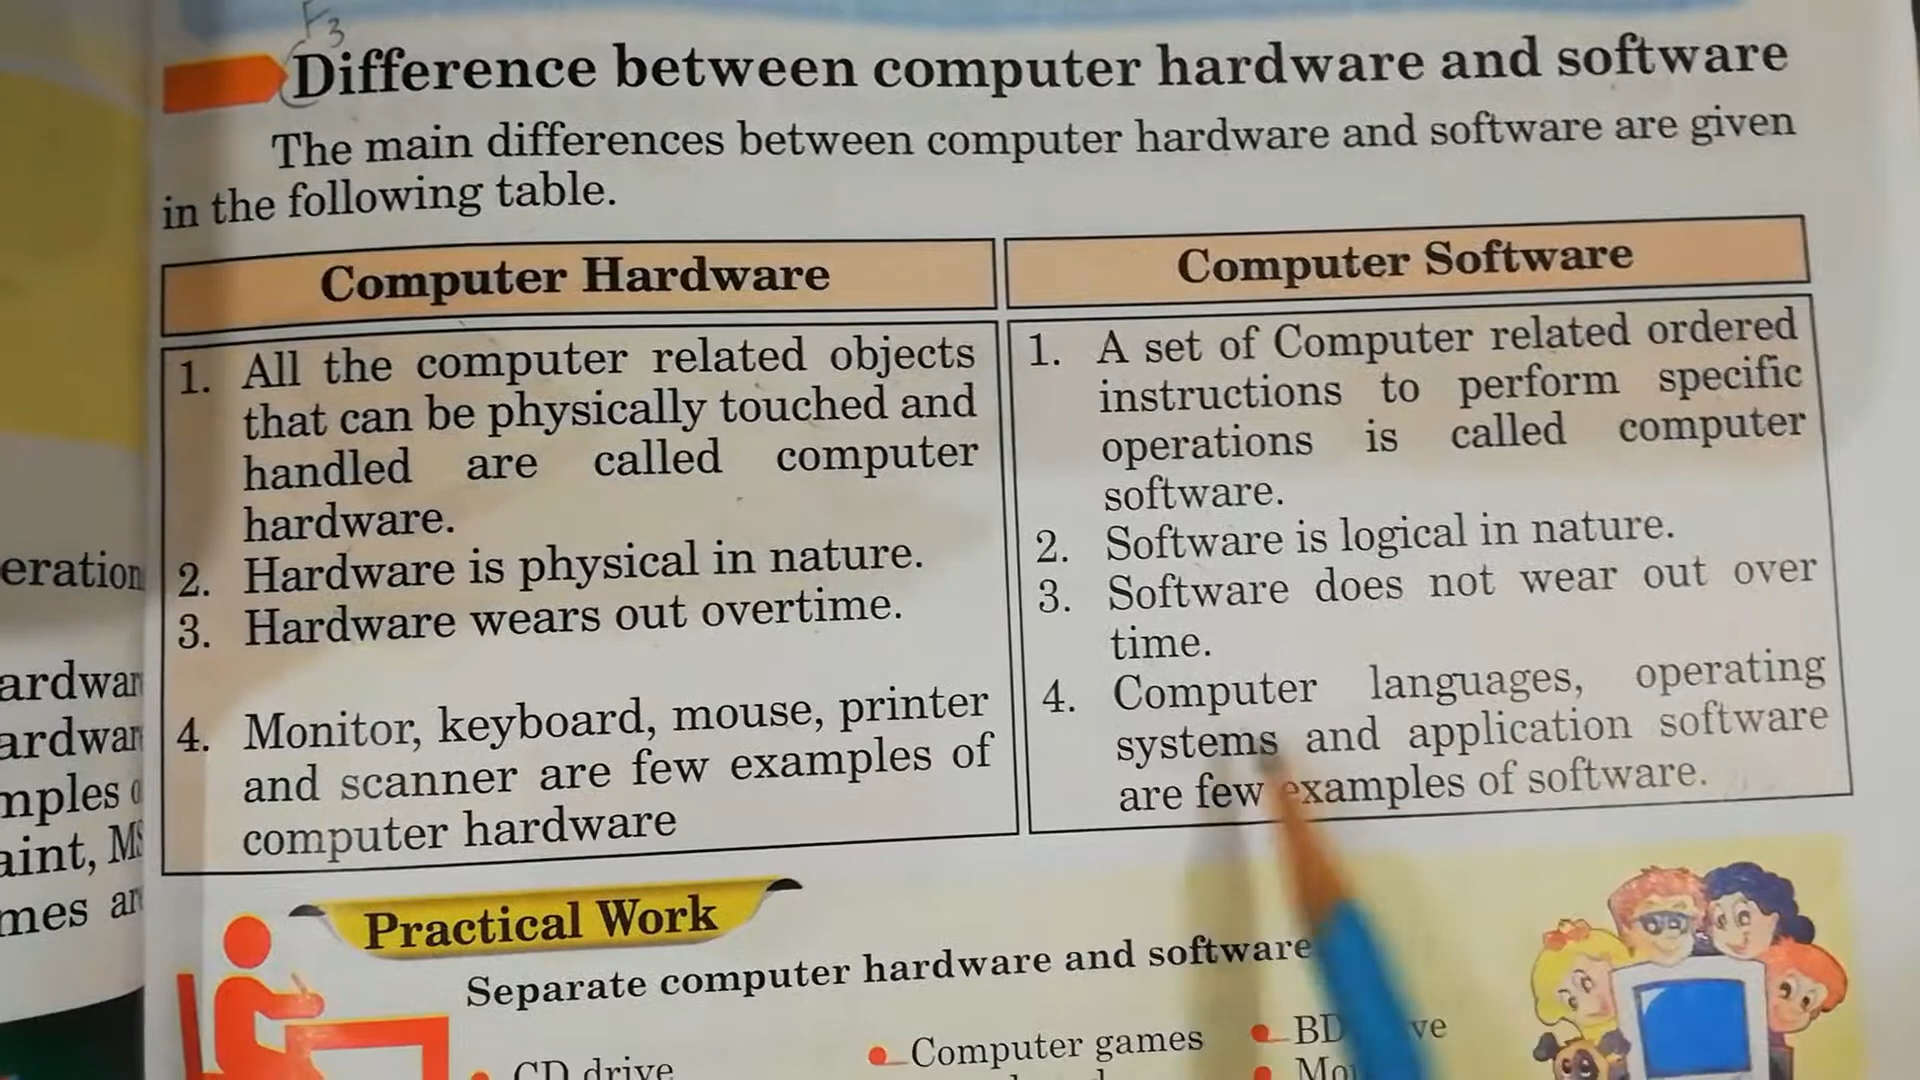 F3
Difference between computer hardware and software
The main differences between computer hardware and software are given
in the following table.
Computer Hardware
1. All the computer related objects
that can be physically touched and
handled are called computer
hardware.
2. Hardware is physical in nature.
3. Hardware wears out overtime.
4. Monitor, keyboard, mouse, printer
and scanner are few examples of
computer hardware
Computer Software
1. A set of Computer related ordered
instructions to perform specific
operations is called computer
software.
2. Software is logical in nature.
3. Software does not wear out over
time.
4. Computer languages, operating
systems and application software
are few examples of software.
Practical Work
Separate computer hardware and software
CD drive
Computer games
BD
eration
ardwar
ardwar
mples
aint, MS
mes